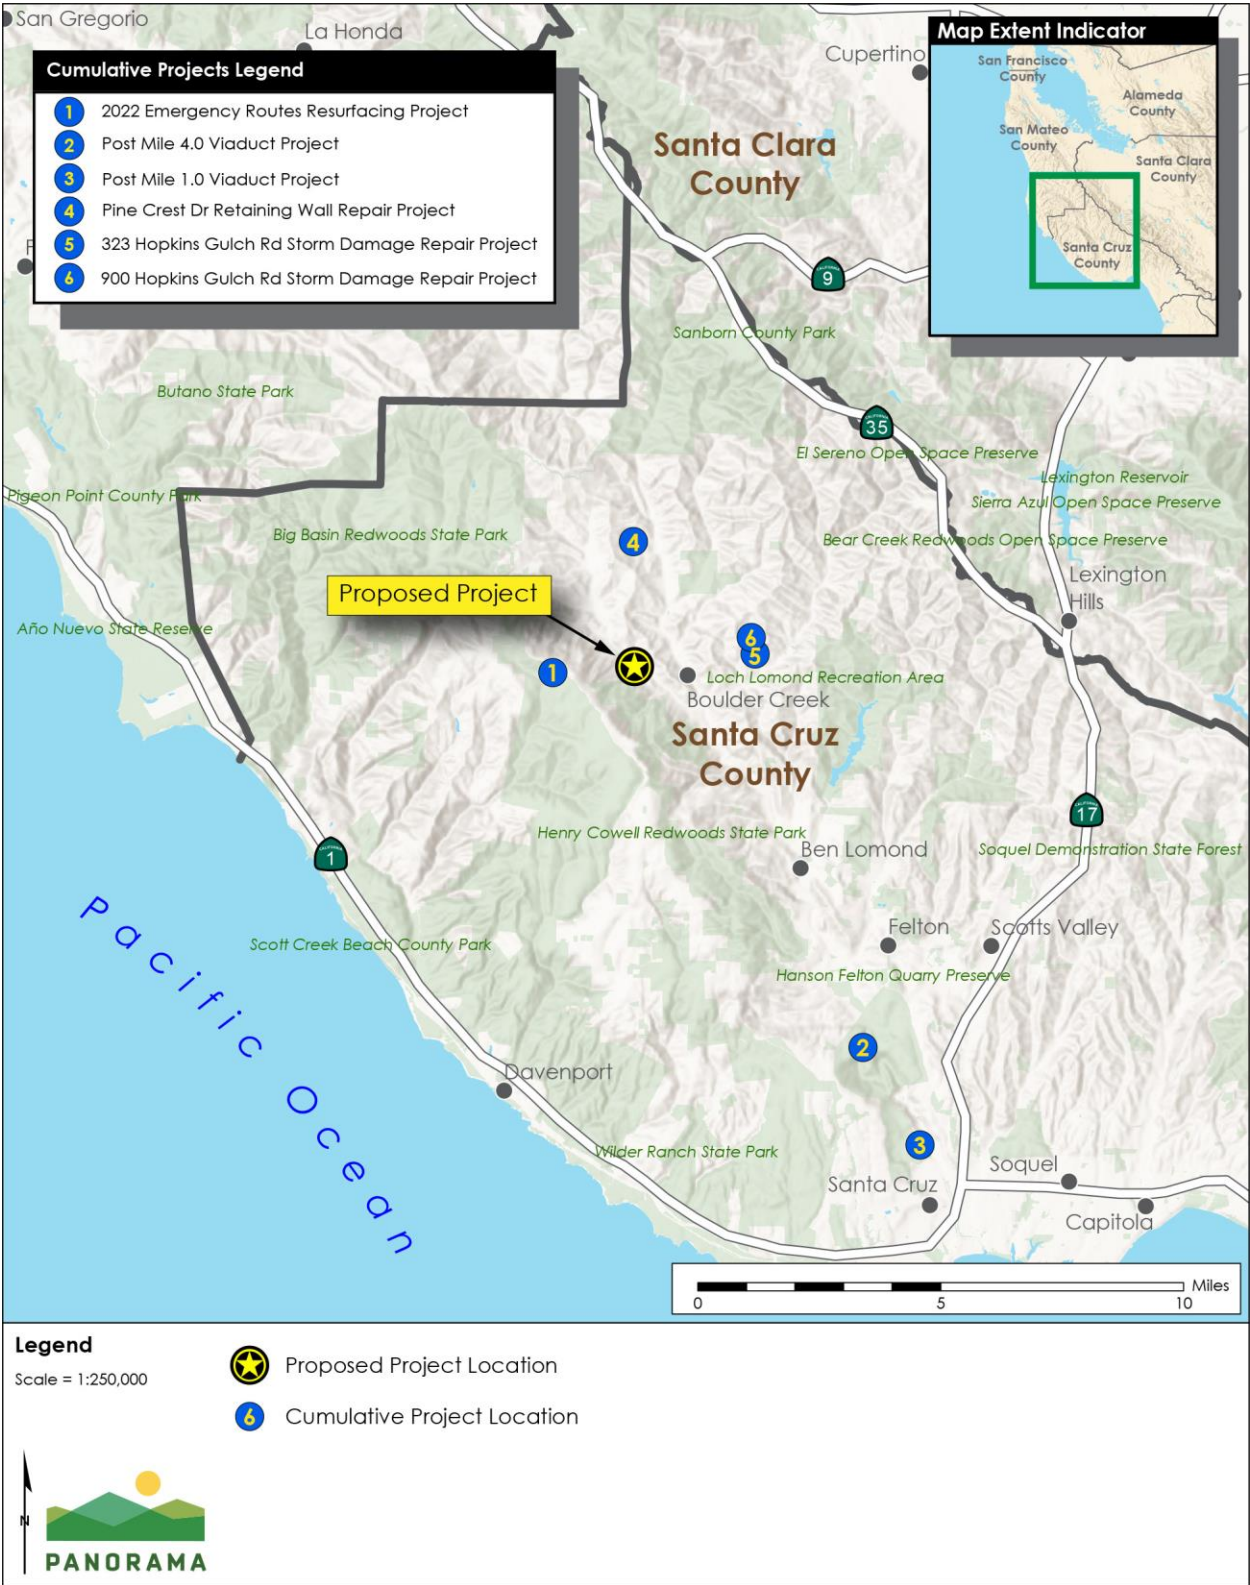 San Gregorio
La Honda
Cumulative Projects Legend
1 2022 Emergency Routes Resurfacing Project
2 Post Mile 4.0 Viaduct Project
3 Post Mile 1.0 Viaduct Project
4 Pine Crest Dr Retaining Wall Repair Project
5 323 Hopkins Gulch Rd Storm Damage Repair Project
6 900 Hopkins Gulch Rd Storm Damage Repair Project
Cupertino
Map Extent Indicator
San Francisco
County
Alameda
County
San Mateo
County
Santa Clara
County
Santa Cruz
County
Santa Clara
County
CALIFORNIA
9
Sanborn County Park
Butano State Park
CALIFORNIA
35
El Sereno Open Space Preserve
Lexington Reservoir
Sierra Azul Open Space Preserve
Pigeon Point County Park
Big Basin Redwoods State Park
4
Bear Creek Redwoods Open Space Preserve
Lexington
Hills
Proposed Project
Año Nuevo State Reserve
6
5
1
Loch Lomond Recreation Area
Boulder Creek
Santa Cruz
County
CALIFORNIA
17
Henry Cowell Redwoods State Park
Ben Lomond
Soquel Demonstration State Forest
CALIFORNIA
1
Felton
Scotts Valley
Scott Creek Beach County Park
Hanson Felton Quarry Preserve
Pacific Ocean
2
Davenport
3
Wilder Ranch State Park
Soquel
Santa Cruz
Capitola
Miles
0 5 10
Legend
Scale = 1:250,000
Proposed Project Location
6 Cumulative Project Location
N
PANORAMA